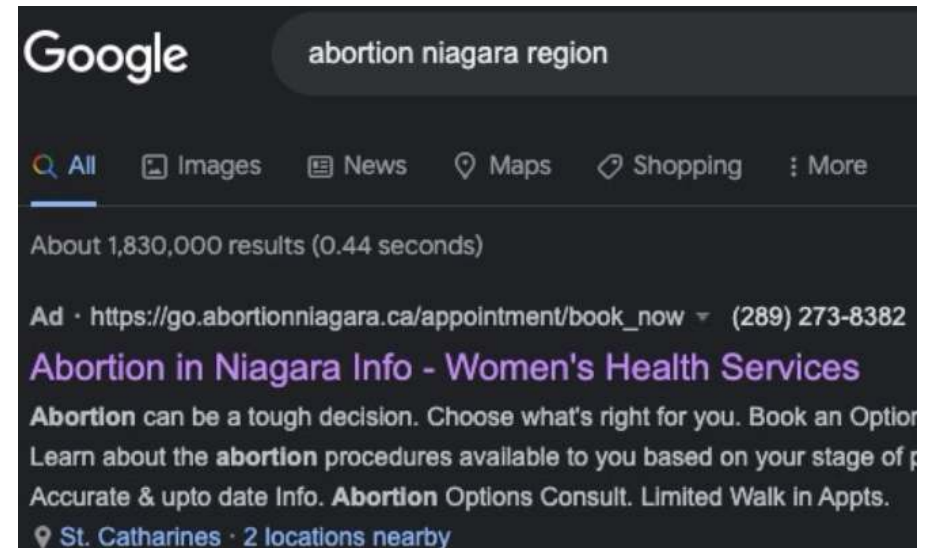 Google
abortion niagara region
All Images News Maps Shopping More
About 1,830,000 results (0.44 seconds)
Ad · https://go.abortionniagara.ca/appointment/book_now (289) 273-8382
Abortion in Niagara Info - Women's Health Services
Abortion can be a tough decision. Choose what's right for you. Book an Option
Learn about the abortion procedures available to you based on your stage of
Accurate & upto date Info. Abortion Options Consult. Limited Walk in Appts.
St. Catharines · 2 locations nearby